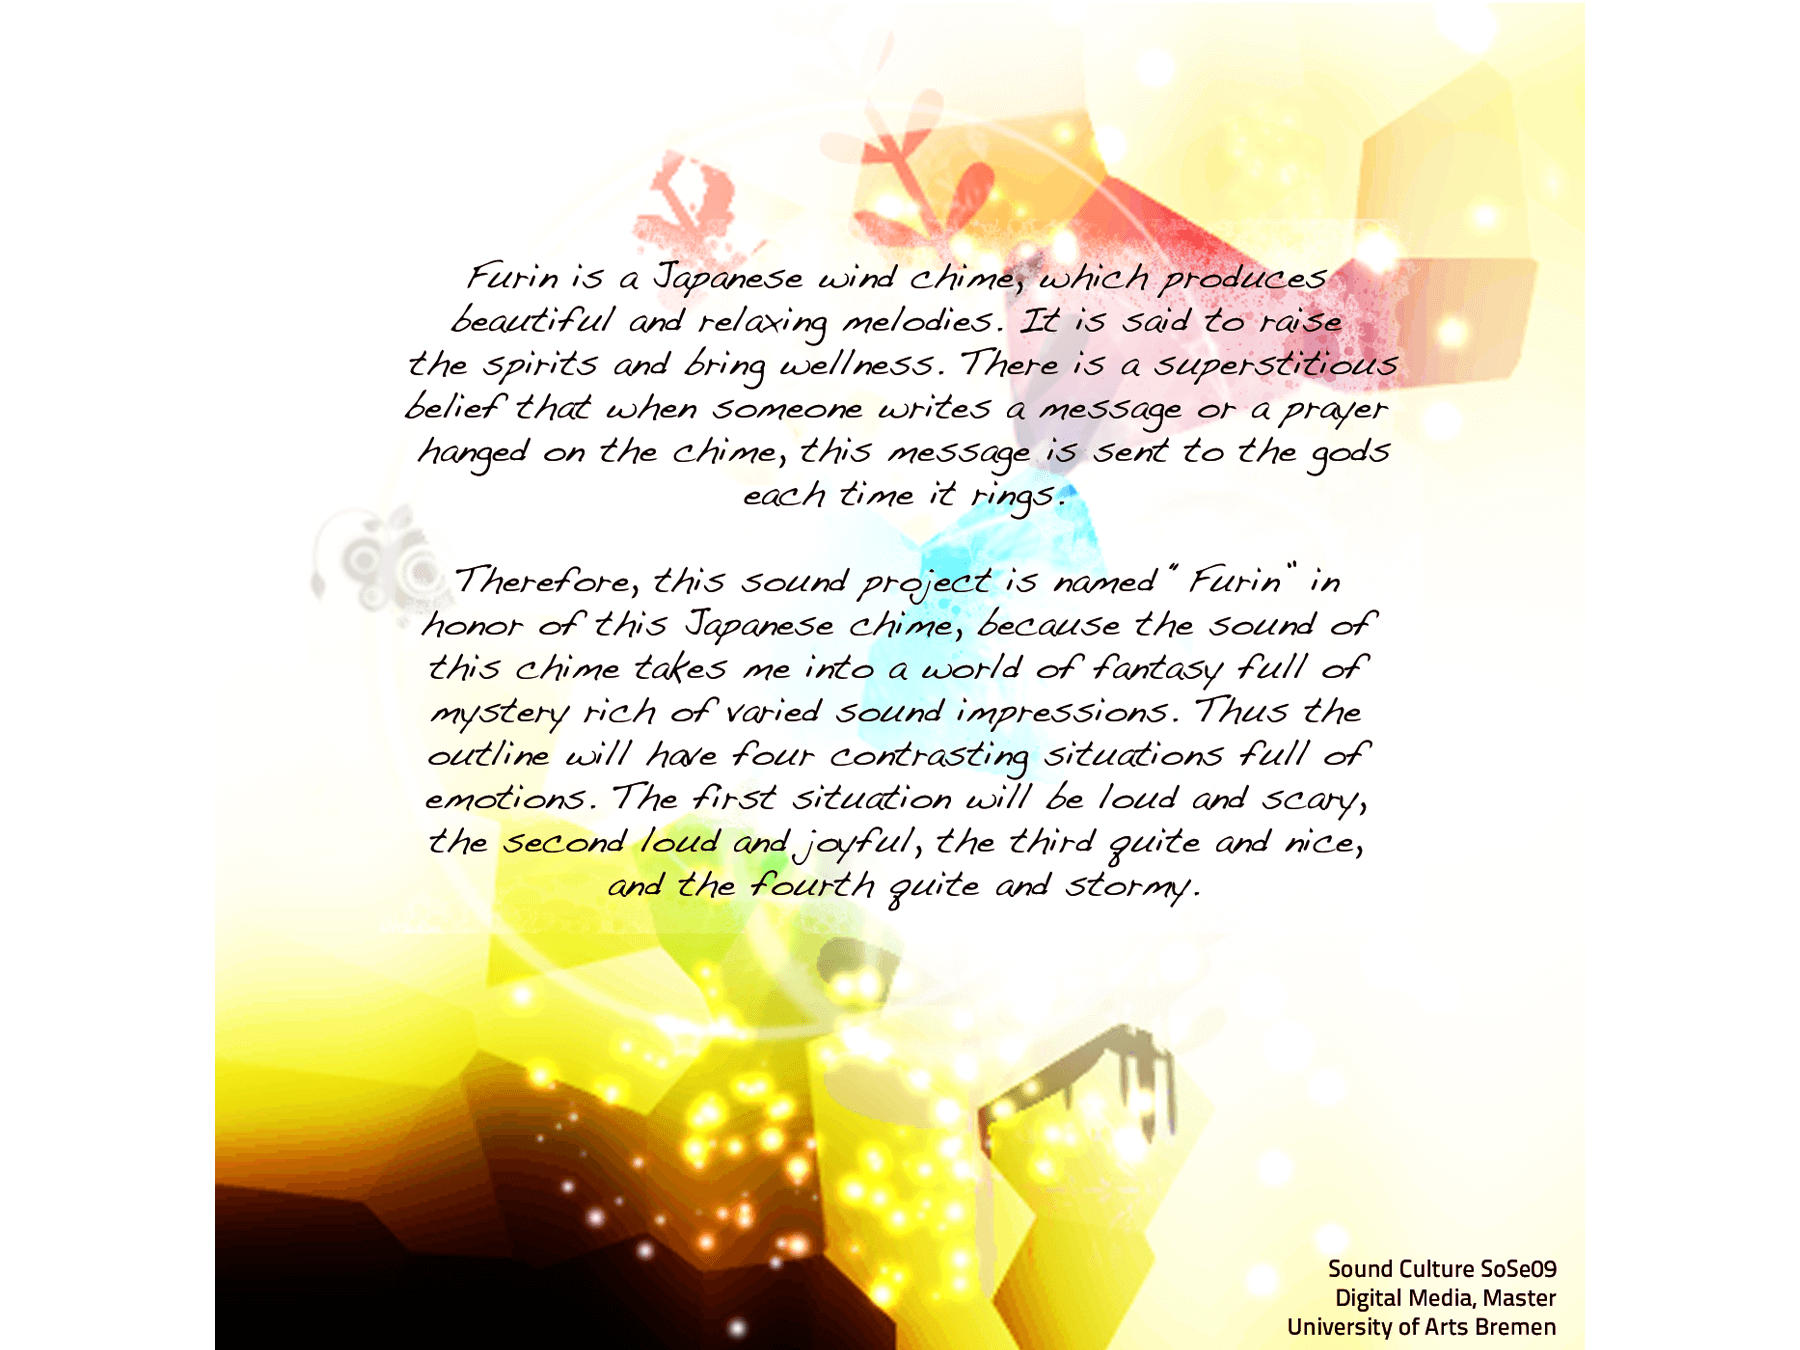 Furin is a Japanese wind chime, which produces
beautiful and relaxing melodies. It is said to raise
the spirits and bring wellness. There is a superstitious
belief that when someone writes a message or a prayer
hanged on the chime, this message is sent to the gods
each time it rings.
Therefore, this sound project is named “ Furin” in
honor of this Japanese chime, because the sound of
this chime takes me into a world of fantasy full of
mystery rich of varied sound impressions. Thus the
outline will have four contrasting situations full of
emotions. The first situation will be loud and scary,
the second loud and joyful, the third quite and nice,
and the fourth quite and stormy.
Sound Culture SoSe09
Digital Media, Master
University of Arts Bremen